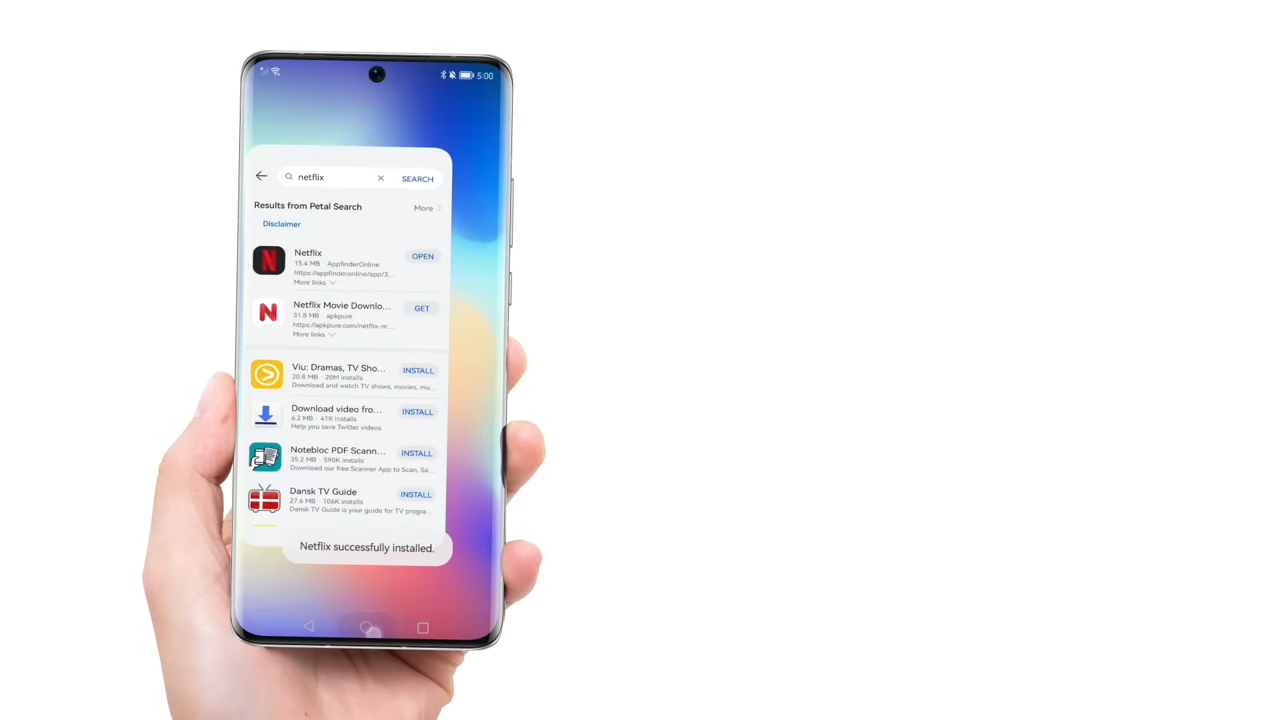 5:00
netflix
SEARCH
Results from Petal Search
More
Disclaimer
Netflix
15.4 MB · AppfinderOnline
https://appfinder.online/app/3...
More links
OPEN
Netflix Movie Downlo...
31.8 MB · apkpure
https://apkpure.com/netflix-m...
More links
GET
Viu: Dramas, TV Sho...
20.8 MB · 20M installs
Download and watch TV shows, movies, mu...
INSTALL
Download video fro...
6.2 MB · 41K installs
Help you save Twitter videos.
INSTALL
Notebloc PDF Scann...
35.2 MB · 590K installs
Download our free Scanner App to Scan, Sa...
INSTALL
Dansk TV Guide
27.6 MB · 106K installs
Dansk TV Guide is your guide for TV progra...
INSTALL
Netflix successfully installed.